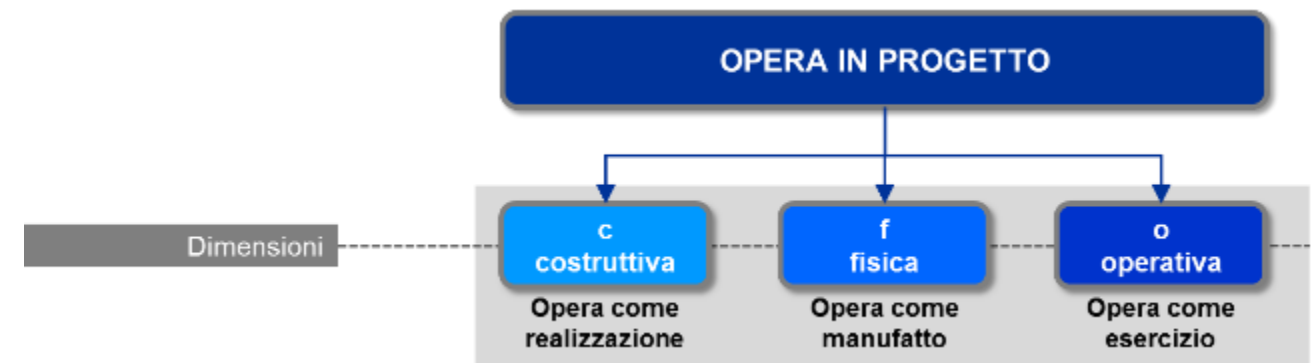 OPERA IN PROGETTO
Dimensioni
c
costruttiva
f
fisica
o
operativa
Opera come
realizzazione
Opera come
manufatto
Opera come
esercizio